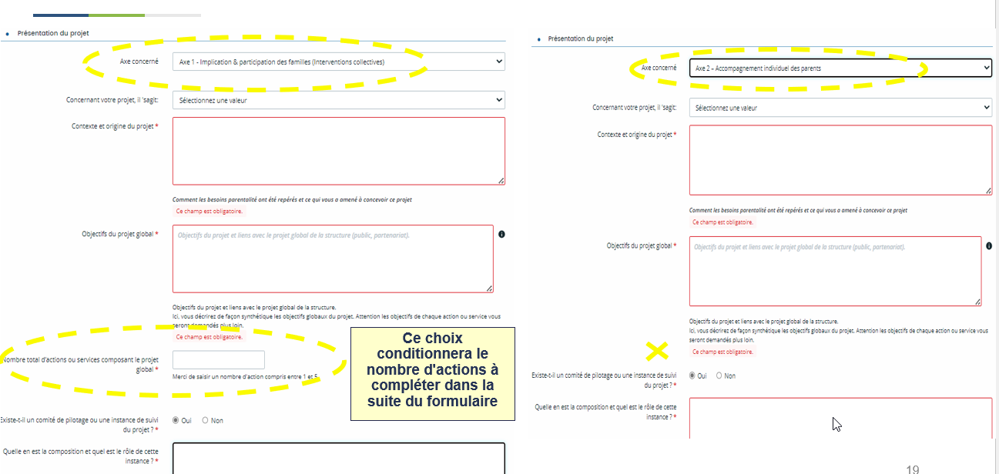 Présentation du projet
Axe concerné
Axe 1 - Implication & participation des familles (Interventions collectives)
Concernant votre projet, il 'sagit:
Sélectionnez une valeur
Contexte et origine du projet *
Comment les besoins parentalité ont été repérés et ce qui vous a amené à concevoir ce projet
Ce champ est obligatoire.
Objectifs du projet global *
Objectifs du projet et liens avec le projet global de la structure (public, partenariat).
Objectifs du projet et liens avec le projet global de la structure.
Ici, vous décrirez de façon synthétique les objectifs globaux du projet. Attention les objectifs de chaque action ou service vous
seront demandés plus loin.
Ce champ est obligatoire.
Nombre total d'actions ou services composant le projet
global *
Merci de saisir un nombre d'action compris entre 1 et 5
Existe-t-il un comité de pilotage ou une instance de suivi
du projet ? *
Oui
Non
Quelle en est la composition et quel est le rôle de cette
instance ? *
Ce choix
conditionnera le
nombre d'actions à
compléter dans la
suite du formulaire
Présentation du projet
Axe concerné
Axe 2 – Accompagnement individuel des parents
Concernant votre projet, il 'sagit:
Sélectionnez une valeur
Contexte et origine du projet *
Comment les besoins parentalité ont été repérés et ce qui vous a amené à concevoir ce projet
Ce champ est obligatoire.
Objectifs du projet global *
Objectifs du projet et liens avec le projet global de la structure (public, partenariat).
Objectifs du projet et liens avec le projet global de la structure.
Ici, vous décrirez de façon synthétique les objectifs globaux du projet. Attention les objectifs de chaque action ou service vous
seront demandés plus loin.
Ce champ est obligatoire.
Existe-t-il un comité de pilotage ou une instance de suivi
du projet ? *
Oui
Non
Quelle en est la composition et quel est le rôle de cette
instance ? *
19